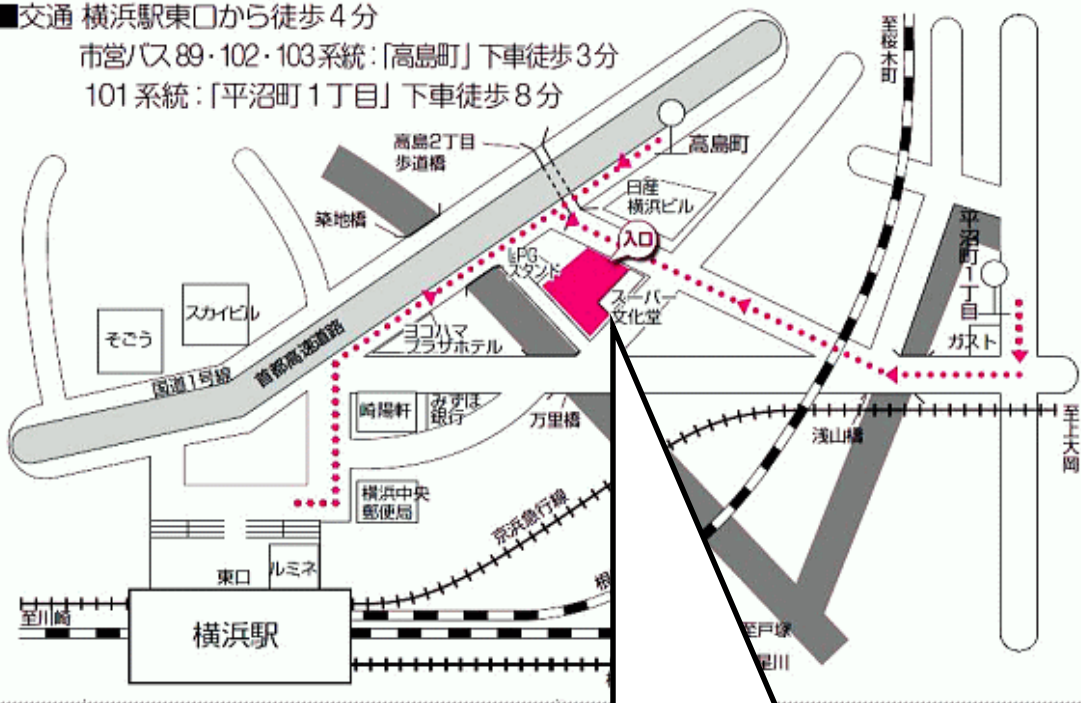 ■交通 横浜駅東口から徒歩4分
市営バス89・102・103系統:「高島町」下車徒歩3分
101系統:「平沼町1丁目」下車徒歩8分
至桜木町
高島2丁目
歩道橋
高島町
日産
横浜ビル
築地橋
入口
平沼町1丁目
LPG
スタンド
スーパー
文化堂
スカイビル
そごう
ヨコハマ
プラザホテル
ガスト
国道1号線
首都高速道路
崎陽軒
みずほ
銀行
万里橋
浅山橋
至上大岡
横浜中央
郵便局
京浜急行線
東口
ルミネ
根
至川崎
横浜駅
至戸塚
星川